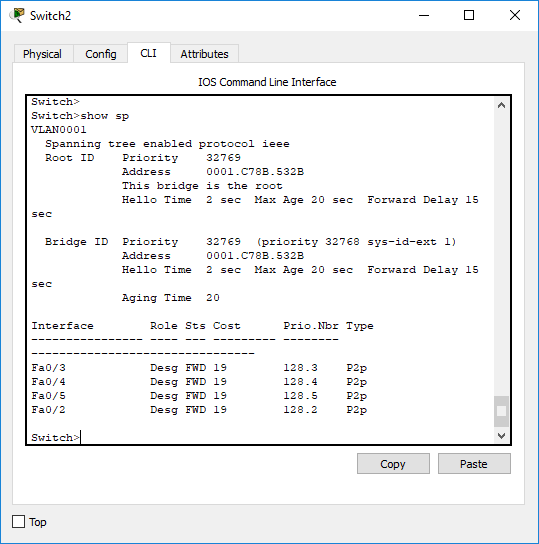 Switch2
Physical Config CLI Attributes
IOS Command Line Interface
Switch>
Switch>show sp
VLAN0001
  Spanning tree enabled protocol ieee
  Root ID    Priority    32769
             Address     0001.C78B.532B
             This bridge is the root
             Hello Time  2 sec  Max Age 20 sec  Forward Delay 15
sec

  Bridge ID  Priority    32769  (priority 32768 sys-id-ext 1)
             Address     0001.C78B.532B
             Hello Time  2 sec  Max Age 20 sec  Forward Delay 15
sec
             Aging Time  20

Interface        Role Sts Cost      Prio.Nbr Type
---------------- ---- --- --------- --------
--------------------------------
Fa0/3            Desg FWD 19        128.3    P2p
Fa0/4            Desg FWD 19        128.4    P2p
Fa0/5            Desg FWD 19        128.5    P2p
Fa0/2            Desg FWD 19        128.2    P2p

Switch>
Copy Paste
Top